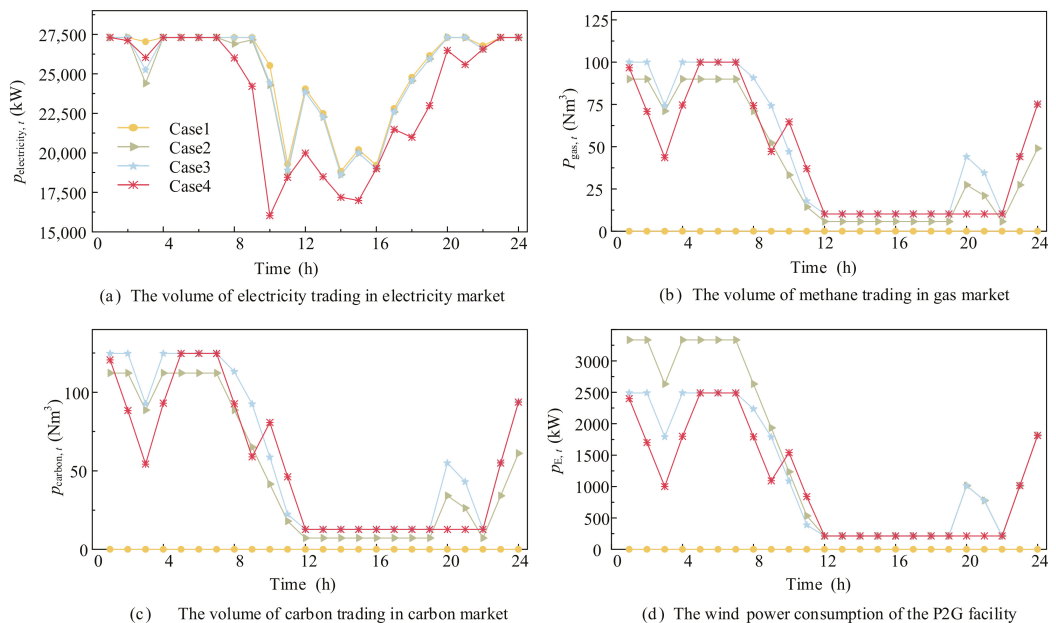 27,500
25,000
22,500
20,000
17,500
15,000
p electricity, t (kW)
Case1
Case2
Case3
Case4
0 4 8 12 16 20 24
Time (h)
(a) The volume of electricity trading in electricity market
125
100
75
50
25
0
P gas, t (Nm³)
0 4 8 12 16 20 24
Time (h)
(b) The volume of methane trading in gas market
100
50
0
p carbon, t (Nm³)
0 4 8 12 16 20 24
Time (h)
(c) The volume of carbon trading in carbon market
3000
2500
2000
1500
1000
500
0
p E, t (kW)
0 4 8 12 16 20 24
Time (h)
(d) The wind power consumption of the P2G facility